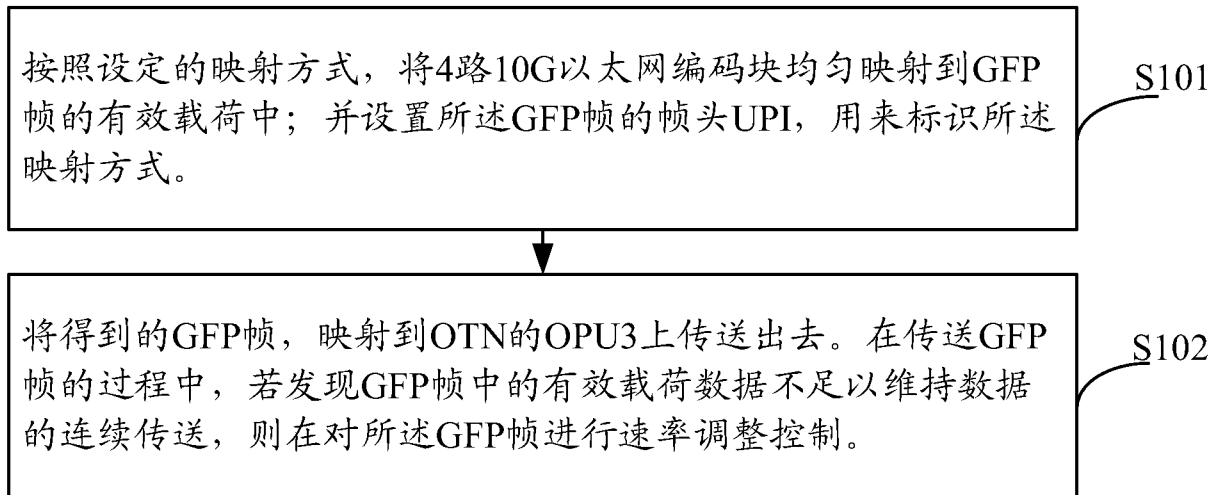 按照设定的映射方式，将4路10G以太网编码块均匀映射到GFP
帧的有效载荷中；并设置所述GFP帧的帧头UPI，用来标识所述
映射方式。
S101
将得到的GFP帧，映射到OTN的OPU3上传送出去。在传送GFP
帧的过程中，若发现GFP帧中的有效载荷数据不足以维持数据
的连续传送，则在对所述GFP帧进行速率调整控制。
S102